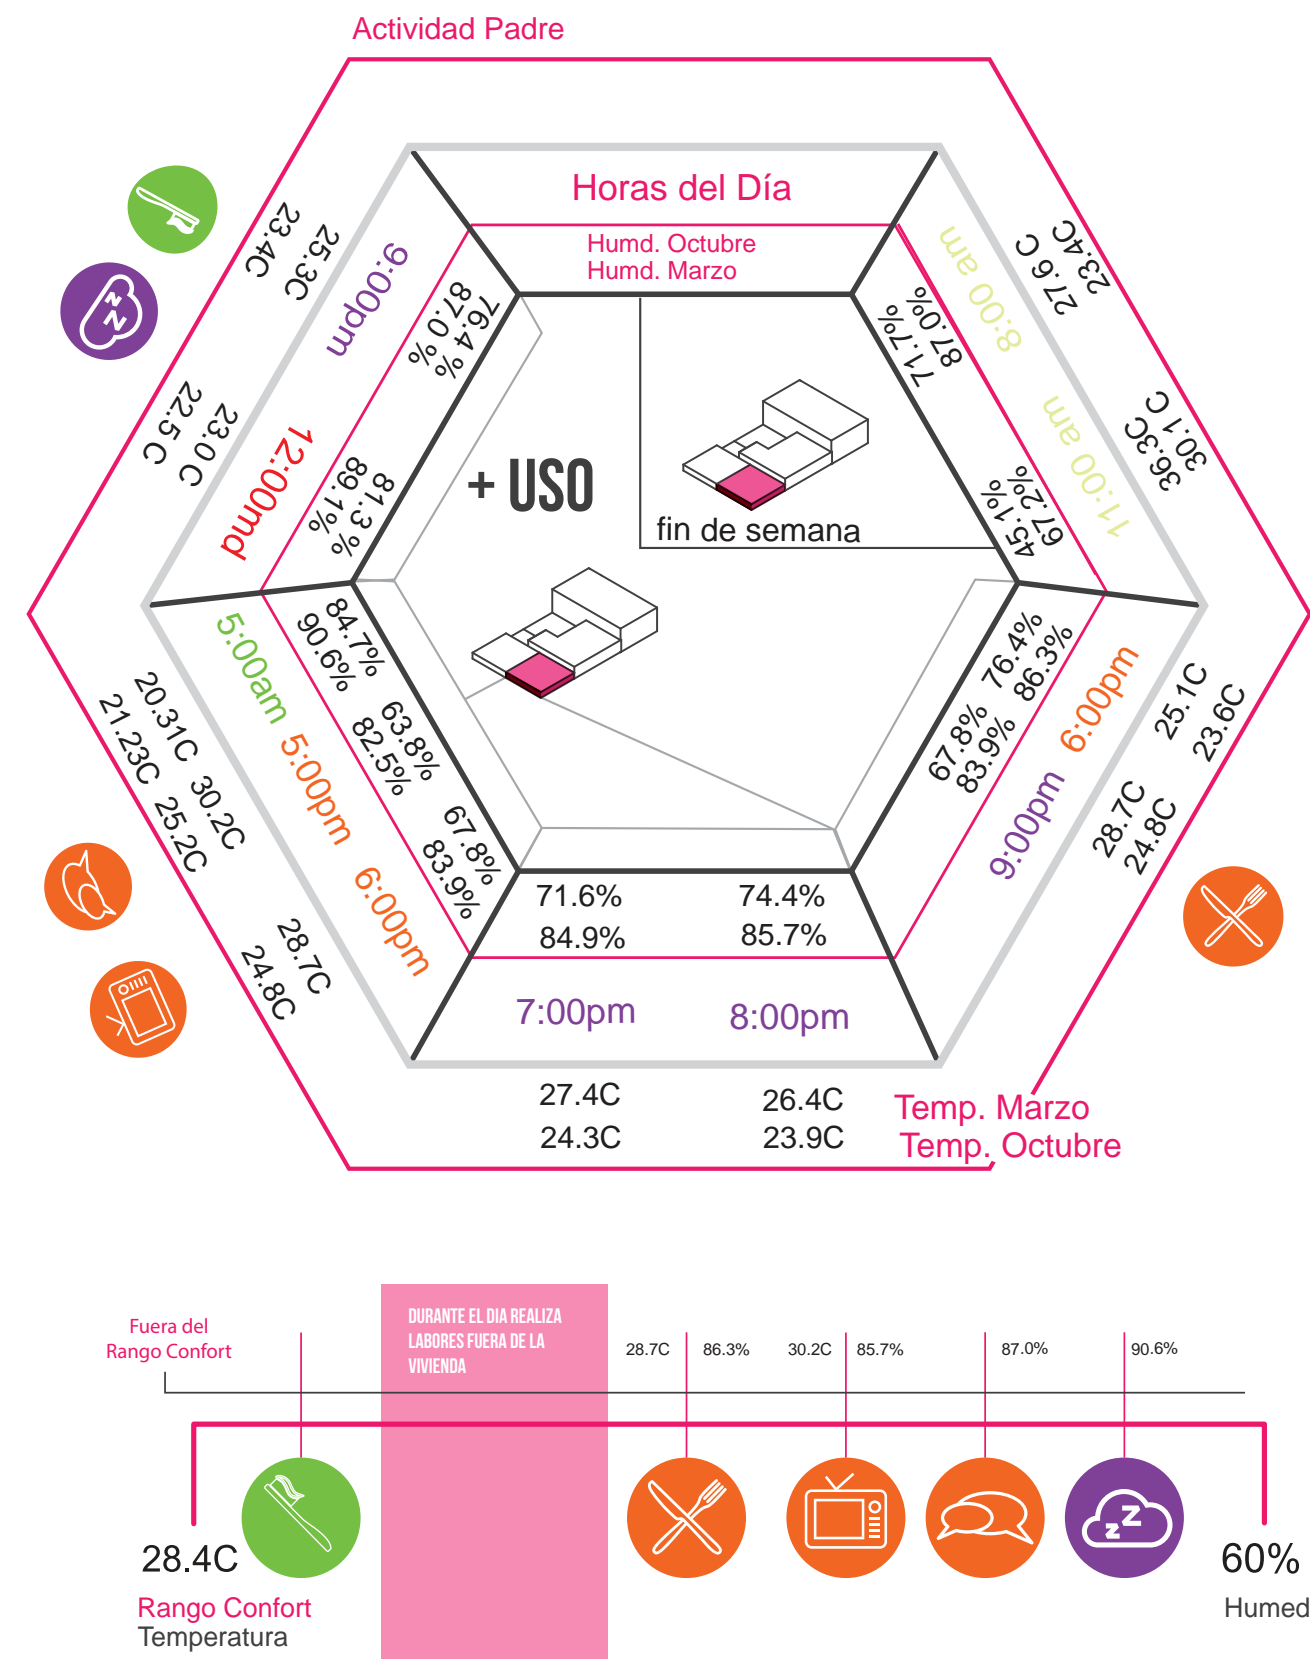 Actividad Padre
Horas del Día
Humd. Octubre
Humd. Marzo
8:00 am
11:00 am
23.4C
27.6 C
30.1 C
36.3C
87.0%
71.7%
67.2%
45.1%
6:00pm
9:00pm
76.4%
86.3%
67.8%
83.9%
25.1C
23.6C
28.7C
24.8C
71.6%
74.4%
84.9%
85.7%
7:00pm
8:00pm
27.4C
26.4C
24.3C
23.9C
Temp. Marzo
Temp. Octubre
5:00am
5:00pm
6:00pm
84.7%
90.6%
63.8%
82.5%
67.8%
83.9%
20.31C
21.23C
30.2C
25.2C
28.7C
24.8C
9:00pm
12:00md
76.4 %
87.0 %
81.3 %
89.1%
23.4C
25.3C
22.5 C
23.0 C
N
N
+ USO
fin de semana
Fuera del
Rango Confort
DURANTE EL DIA REALIZA
LABORES FUERA DE LA
VIVIENDA
28.7C 86.3% 30.2C 85.7% 87.0% 90.6%
z Z
28.4C
Rango Confort
Temperatura
60%
Humed